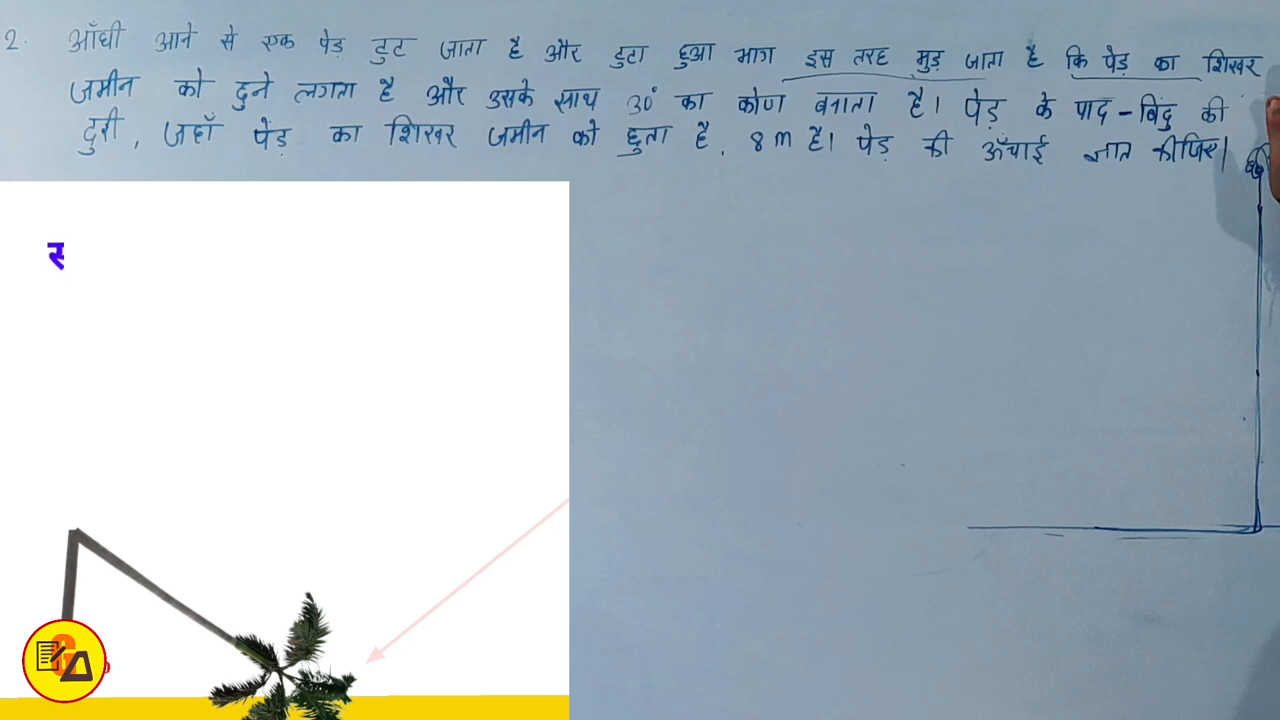 2. आँधी आने से एक पेड़ टुट जाता है और टुटा हुआ भाग इस तरह मुड़ जाता है कि पेड़ का शिखर
जमीन को छुने लगता है और उसके साथ 30° का कोण बनाता है। पेड़ के पाद-बिंदु की
दुरी, जहाँ पेड़ का शिखर जमीन को छुता है, 8 m है। पेड़ की ऊँचाई ज्ञात कीजिए।
स